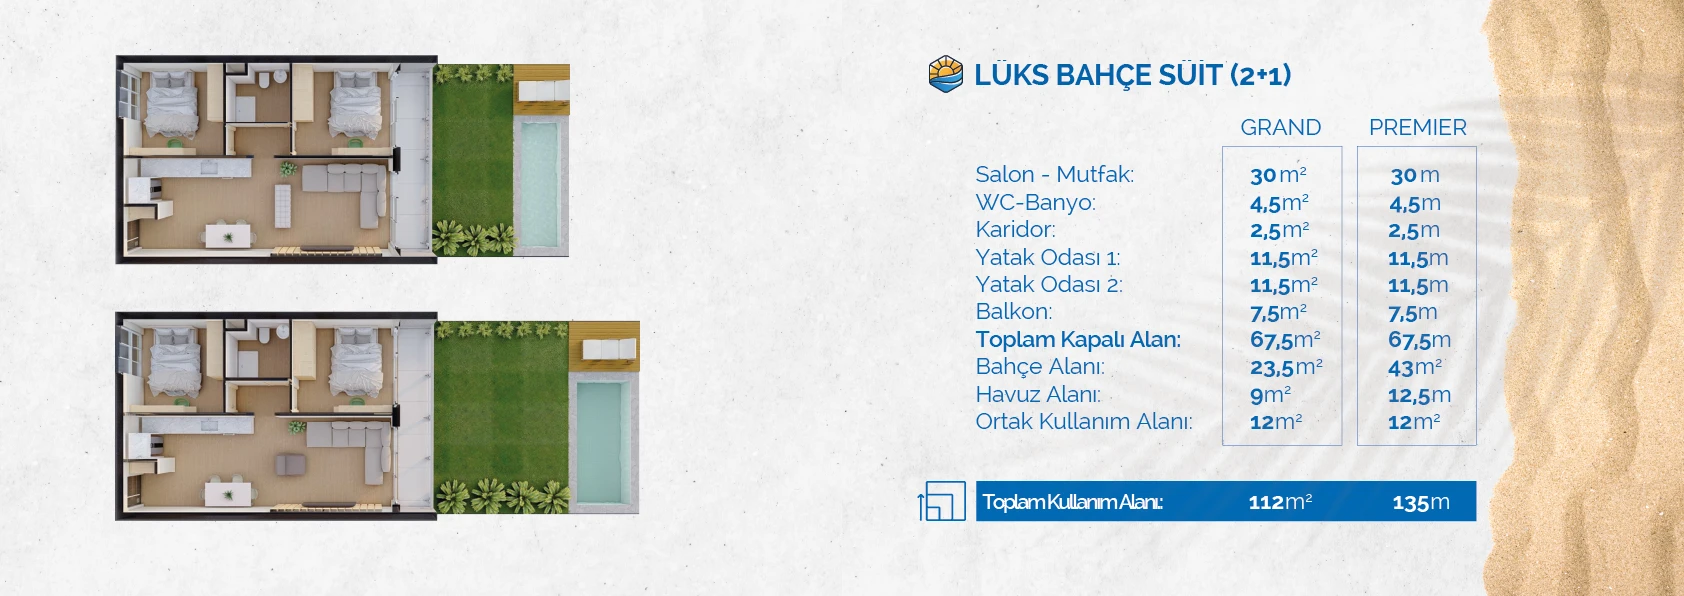 LÜKS BAHÇE SÜİT (2+1)
GRAND PREMIER
Salon - Mutfak: 30 m² 30 m
WC-Banyo: 4,5m² 4,5m
Karidor: 2,5m² 2,5m
Yatak Odası 1: 11,5m² 11,5m
Yatak Odası 2: 11,5m² 11,5m
Balkon: 7,5m² 7,5m
Toplam Kapalı Alan: 67,5m² 67,5m
Bahçe Alanı: 23,5m² 43m²
Havuz Alanı: 9m² 12,5m
Ortak Kullanım Alanı: 12m² 12m²
Toplam Kullanım Alanı: 112m² 135m